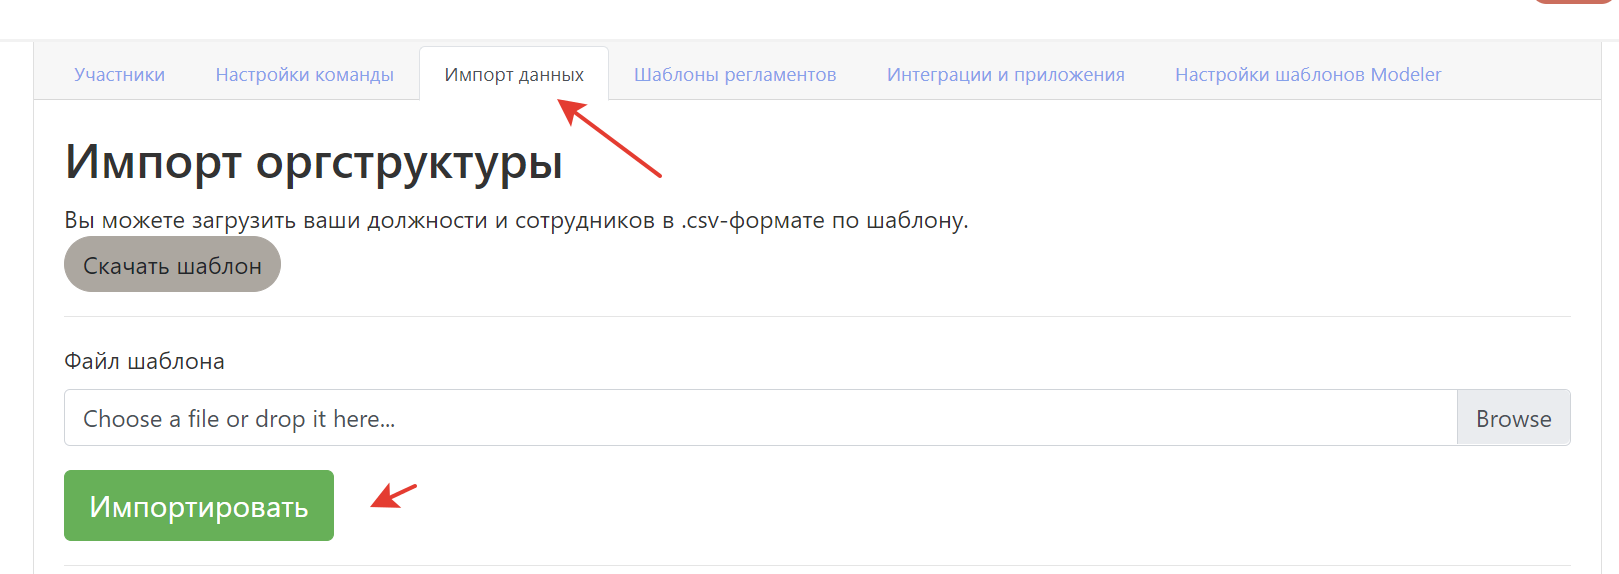 Участники Настройки команды Импорт данных Шаблоны регламентов Интеграции и приложения Настройки шаблонов Modeler
Импорт оргструктуры
Вы можете загрузить ваши должности и сотрудников в .csv-формате по шаблону.
Скачать шаблон
Файл шаблона
Choose a file or drop it here... Browse
Импортировать